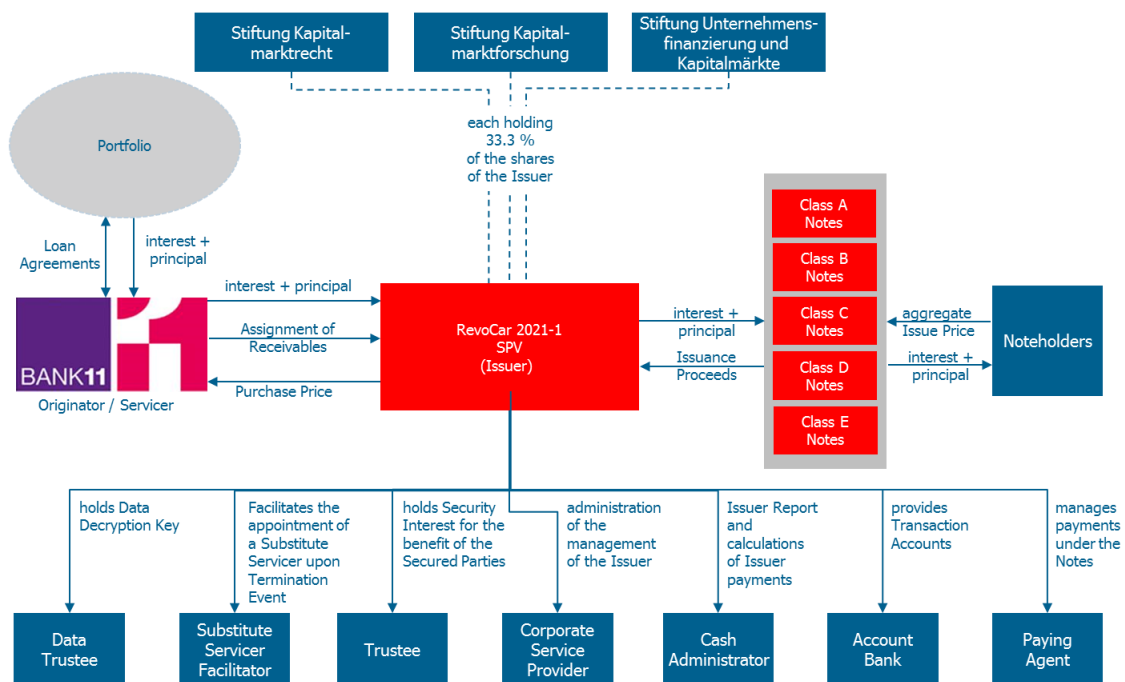 Stiftung Kapital-
marktrecht
Stiftung Kapital-
marktforschung
Stiftung Unternehmens-
finanzierung und
Kapitalmärkte
each holding
33.3 %
of the shares
of the Issuer
Portfolio
Loan
Agreements
interest +
principal
BANK11
Originator / Servicer
interest + principal
Assignment of
Receivables
Purchase Price
RevoCar 2021-1
SPV
(Issuer)
interest +
principal
Issuance
Proceeds
Class A
Notes
Class B
Notes
Class C
Notes
Class D
Notes
Class E
Notes
aggregate
Issue Price
interest +
principal
Noteholders
holds Data
Decryption Key
Facilitates the
appointment of
a Substitute
Servicer upon
Termination
Event
holds Security
Interest for the
benefit of the
Secured Parties
administration
of the
management
of the Issuer
Issuer Report
and
calculations
of Issuer
payments
provides
Transaction
Accounts
manages
payments
under the
Notes
Data
Trustee
Substitute
Servicer
Facilitator
Trustee
Corporate
Service
Provider
Cash
Administrator
Account
Bank
Paying
Agent